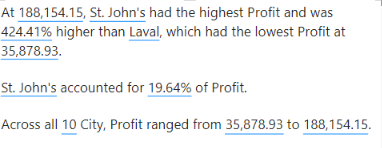 At 188,154.15, St. John's had the highest Profit and was
424.41% higher than Laval, which had the lowest Profit at
35,878.93.
St. John's accounted for 19.64% of Profit.
Across all 10 City, Profit ranged from 35,878.93 to 188,154.15.